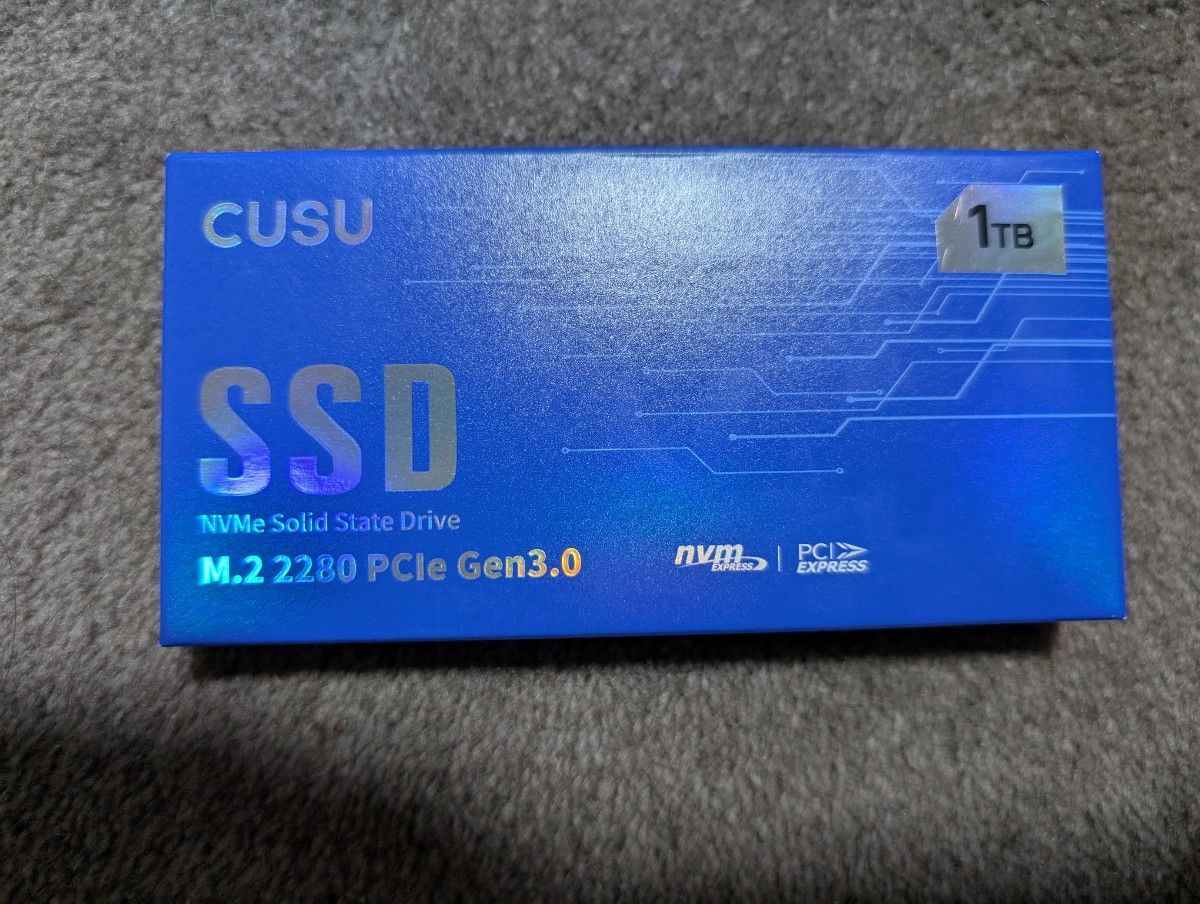 CUSU
1TB
SSD
NVMe Solid State Drive
M.2 2280 PCIe Gen3.0
nvm EXPRESS | PCI EXPRESS